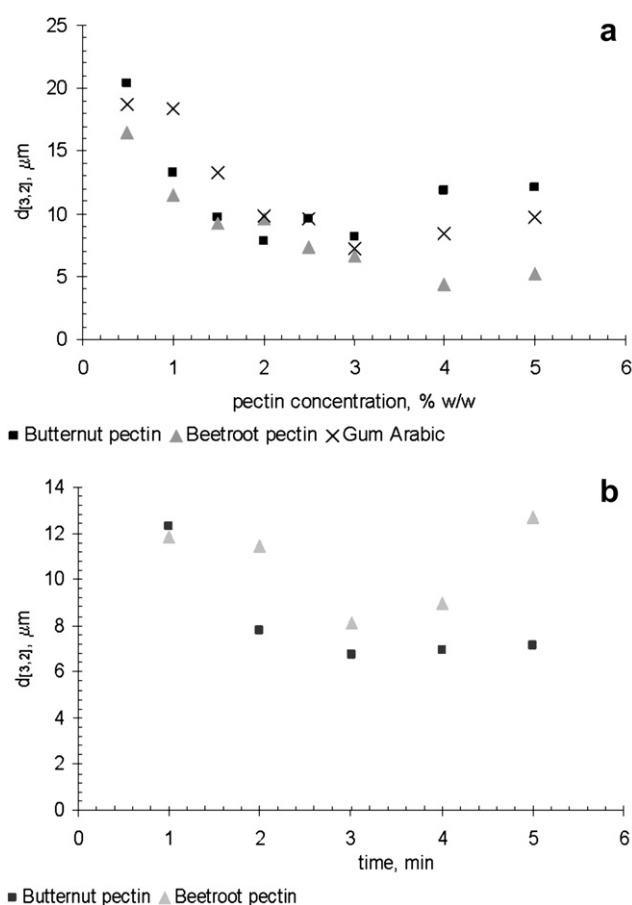 a
25
20
15
10
5
0
d[3,2], μm
0 1 2 3 4 5 6
pectin concentration, % w/w
Butternut pectin Beetroot pectin Gum Arabic
b
14
12
10
8
6
4
2
0
d[3,2], μm
0 1 2 3 4 5 6
time, min
Butternut pectin Beetroot pectin